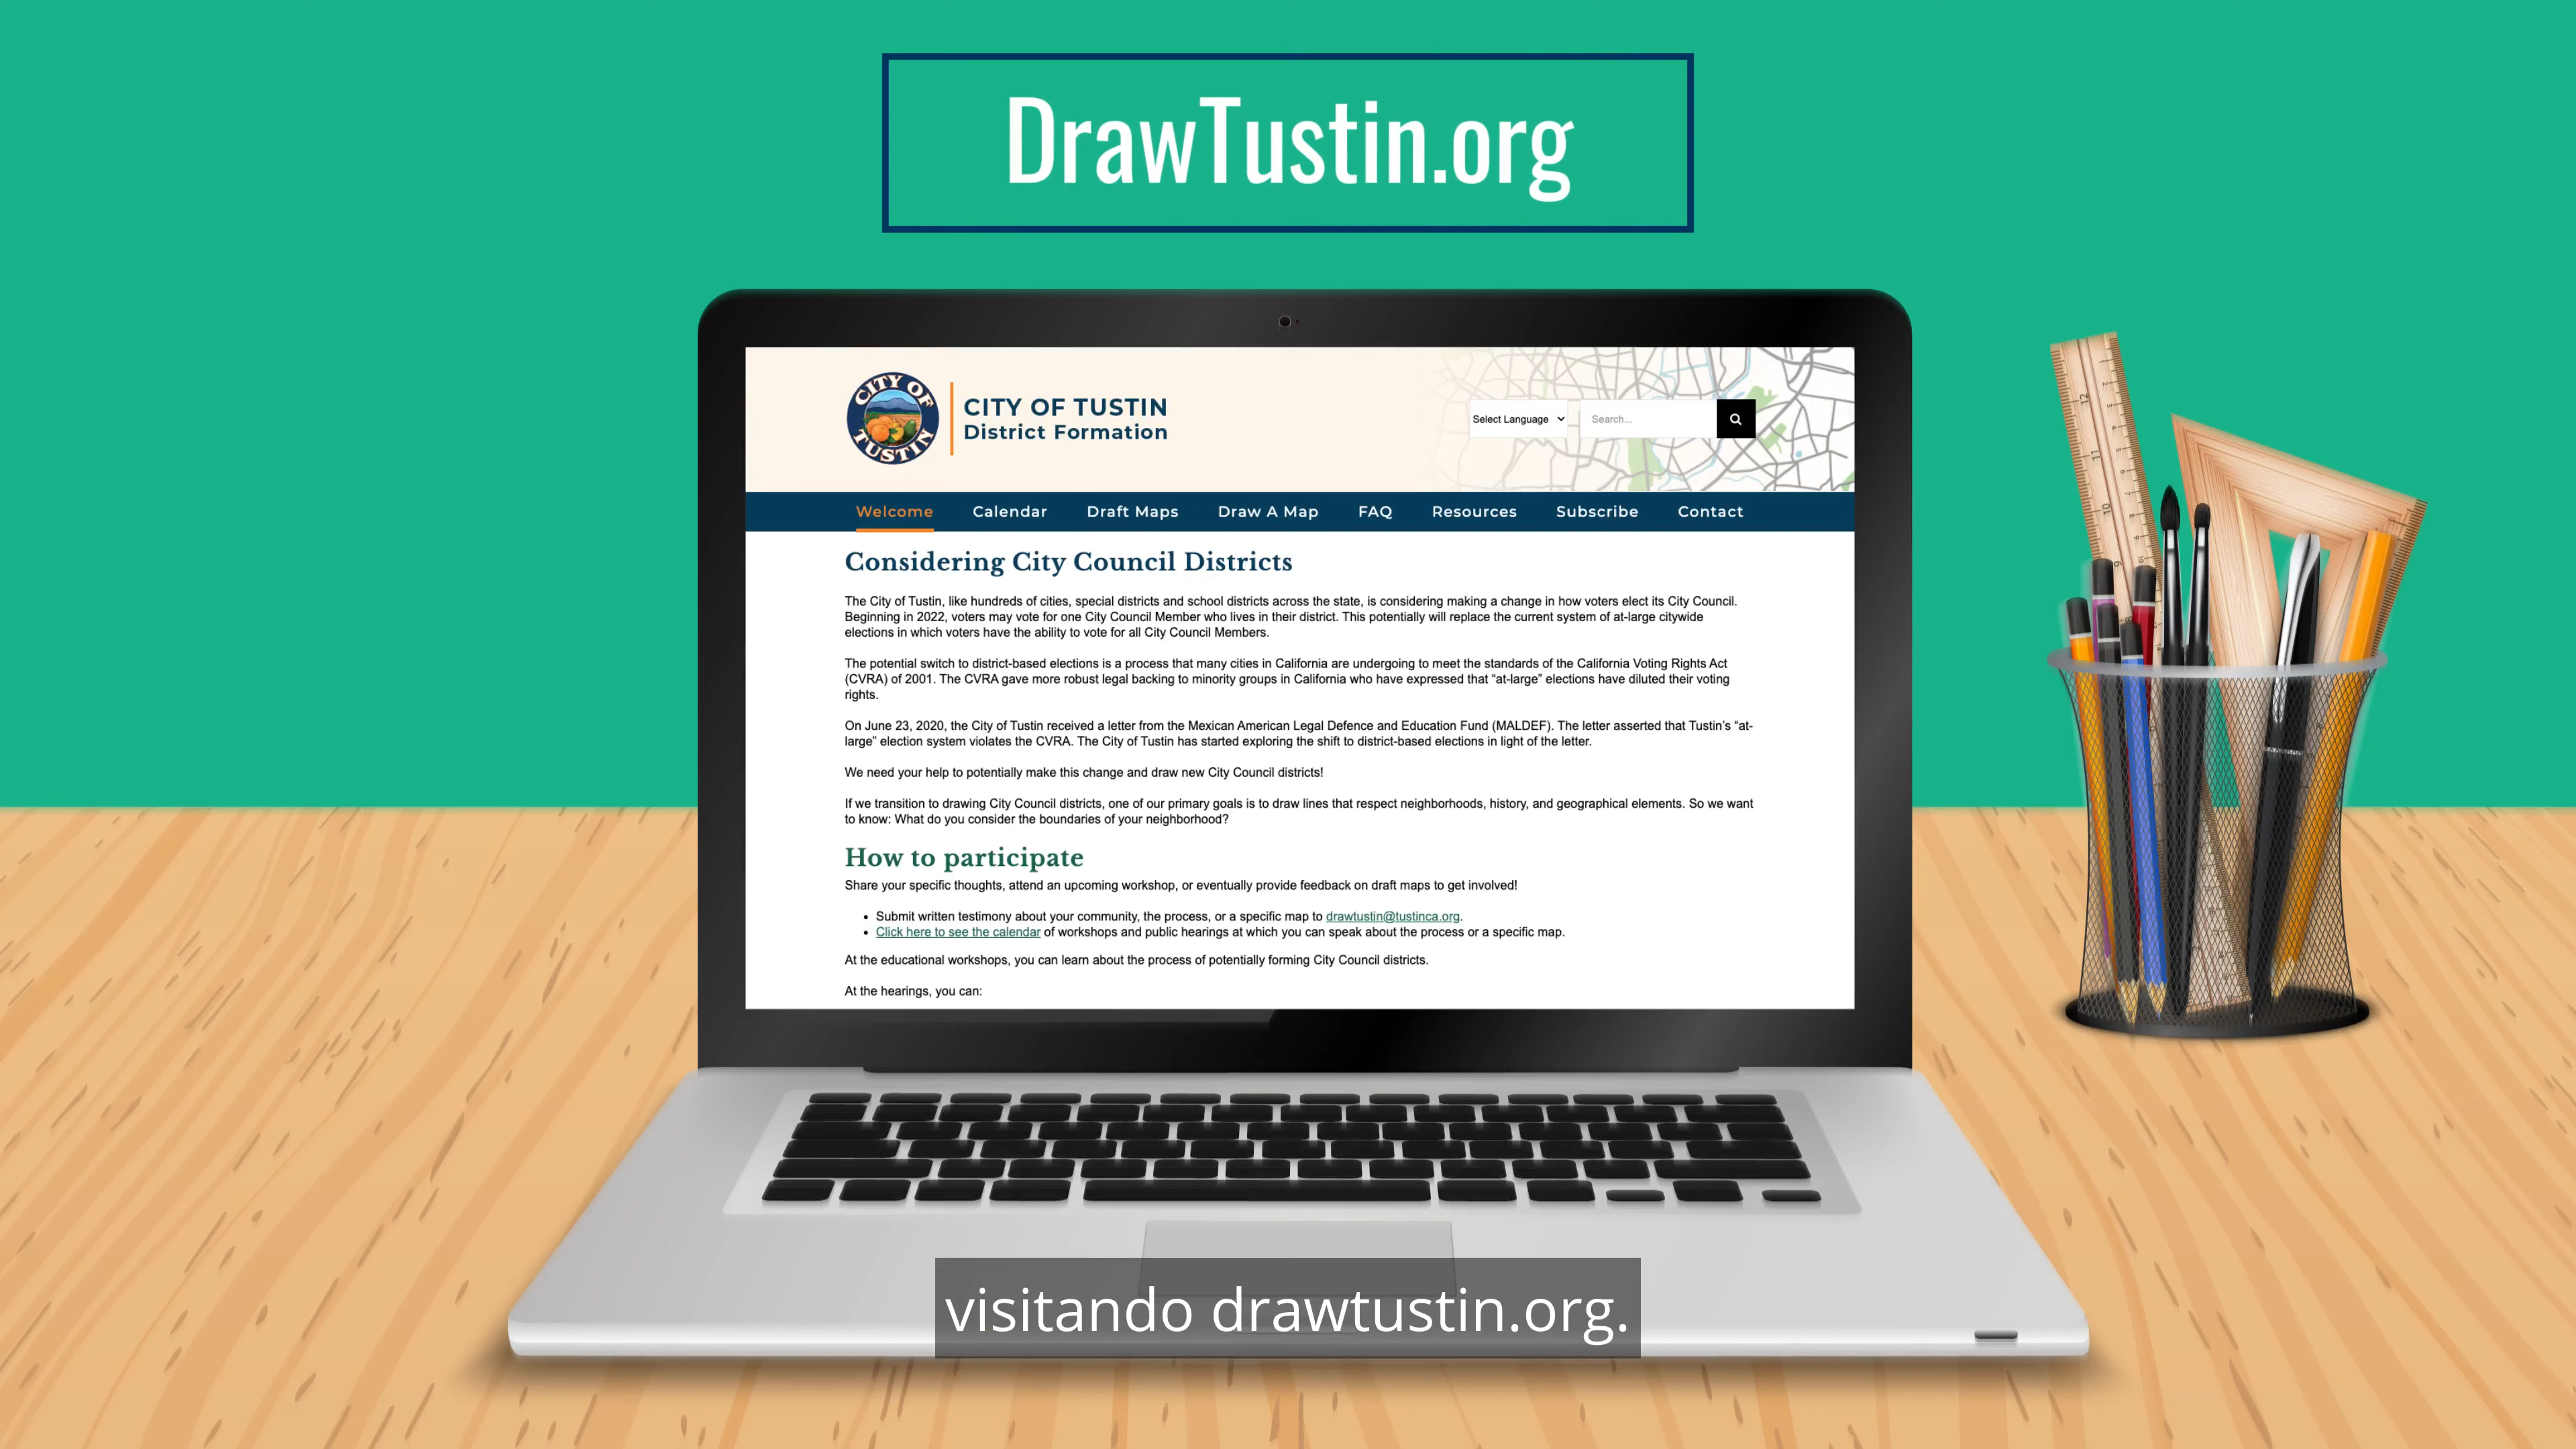 DrawTustin.org
CITY OF TUSTIN
CITY OF TUSTIN
District Formation
Select Language
Search...
Welcome Calendar Draft Maps Draw A Map FAQ Resources Subscribe Contact
Considering City Council Districts
The City of Tustin, like hundreds of cities, special districts and school districts across the state, is considering making a change in how voters elect its City Council.
Beginning in 2022, voters may vote for one City Council Member who lives in their district. This potentially will replace the current system of at-large citywide
elections in which voters have the ability to vote for all City Council Members.
The potential switch to district-based elections is a process that many cities in California are undergoing to meet the standards of the California Voting Rights Act
(CVRA) of 2001. The CVRA gave more robust legal backing to minority groups in California who have expressed that “at-large” elections have diluted their voting
rights.
On June 23, 2020, the City of Tustin received a letter from the Mexican American Legal Defence and Education Fund (MALDEF). The letter asserted that Tustin’s “at-
large” election system violates the CVRA. The City of Tustin has started exploring the shift to district-based elections in light of the letter.
We need your help to potentially make this change and draw new City Council districts!
If we transition to drawing City Council districts, one of our primary goals is to draw lines that respect neighborhoods, history, and geographical elements. So we want
to know: What do you consider the boundaries of your neighborhood?
How to participate
Share your specific thoughts, attend an upcoming workshop, or eventually provide feedback on draft maps to get involved!
• Submit written testimony about your community, the process, or a specific map to drawtustin@tustinca.org.
• Click here to see the calendar of workshops and public hearings at which you can speak about the process or a specific map.
At the educational workshops, you can learn about the process of potentially forming City Council districts.
At the hearings, you can:
visitando drawtustin.org.